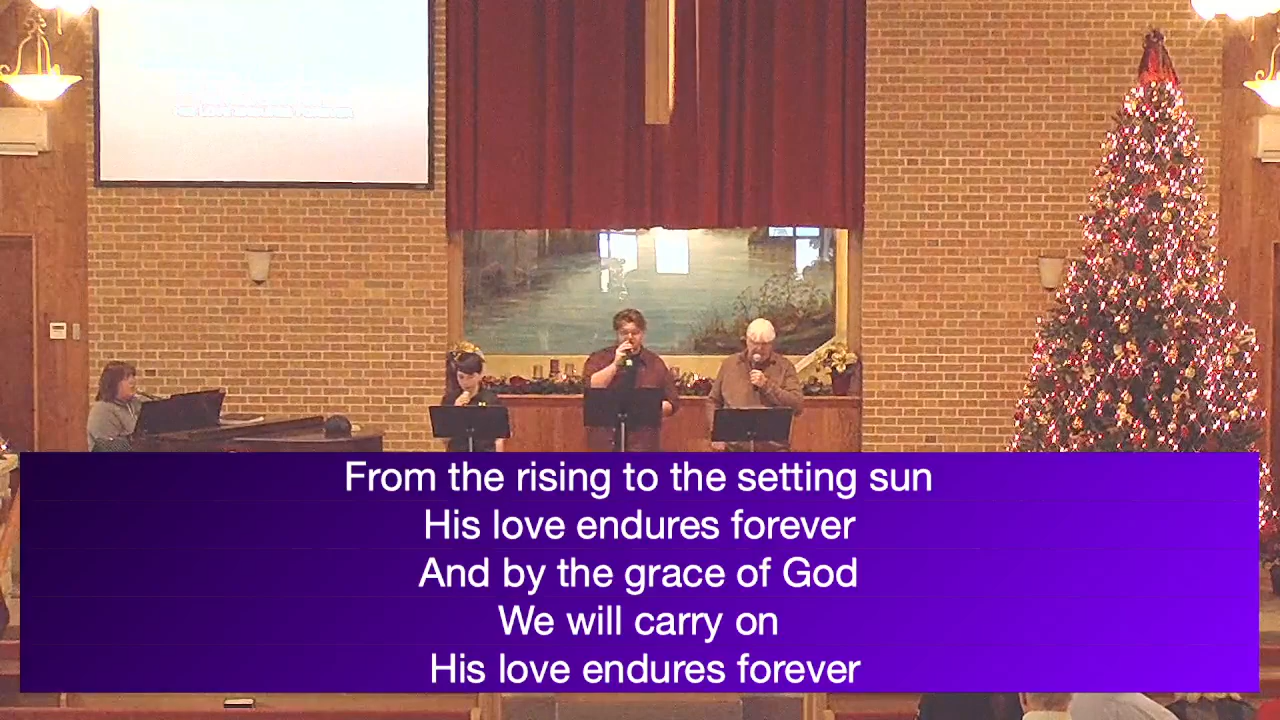 From the rising to the setting sun
His love endures forever
And by the grace of God
We will carry on
His love endures forever